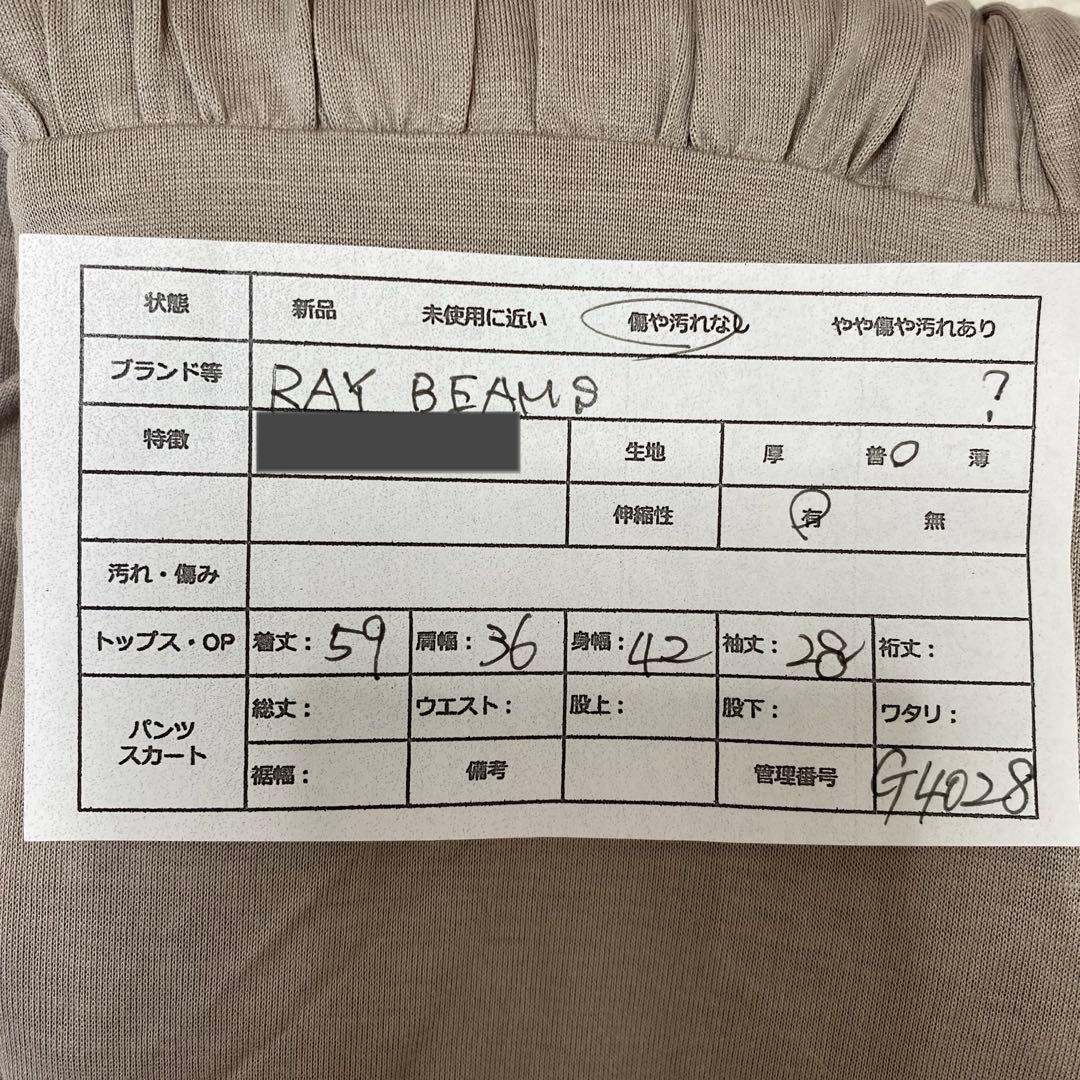 状態 新品 未使用に近い 傷や汚れなし やや傷や汚れあり
ブランド等 RAY BEAMS ?
特徴 生地 厚 普 薄
伸縮性 有 無
汚れ・傷み
トップス・OP 着丈：59 肩幅：36 身幅：42 袖丈：28 裄丈：
パンツ
スカート
総丈： ウエスト： 股上： 股下： ワタリ：
裾幅： 備考 管理番号 G4028